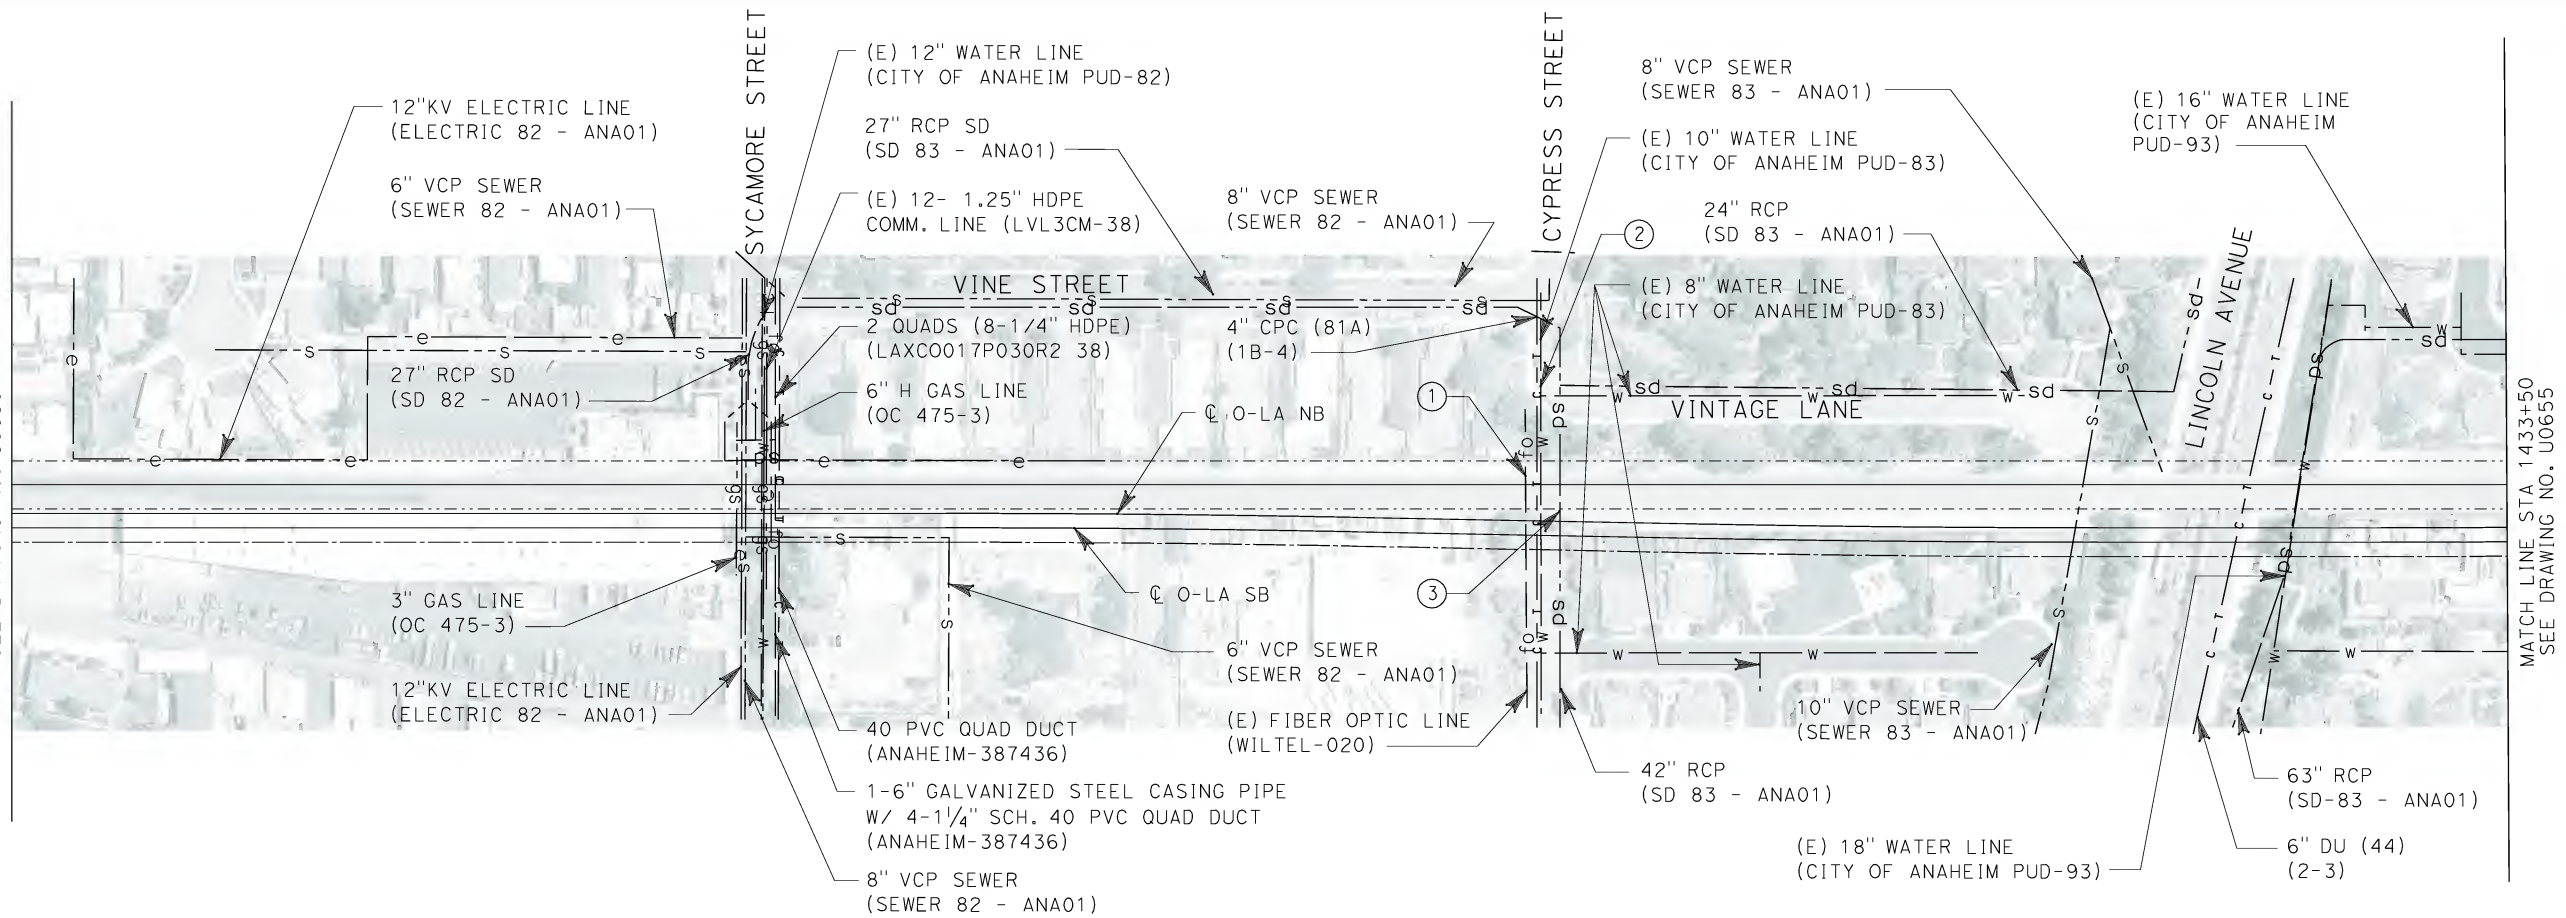 SYCAMORE STREET
(E) 12" WATER LINE
(CITY OF ANAHEIM PUD-82)
12"KV ELECTRIC LINE
(ELECTRIC 82 - ANA01)
27" RCP SD
(SD 83 - ANA01)
6" VCP SEWER
(SEWER 82 - ANA01)
(E) 12- 1.25" HDPE
COMM. LINE (LVL3CM-38)
8" VCP SEWER
(SEWER 82 - ANA01)
CYPRESS STREET
8" VCP SEWER
(SEWER 83 - ANA01)
(E) 10" WATER LINE
(CITY OF ANAHEIM PUD-83)
2
24" RCP
(SD 83 - ANA01)
(E) 16" WATER LINE
(CITY OF ANAHEIM
PUD-93)
LINCOLN AVENUE
VINE STREET
2 QUADS (8-1/4" HDPE)
(LAXCO017P030R2 38)
4" CPC (81A)
(1B-4)
(E) 8" WATER LINE
(CITY OF ANAHEIM PUD-83)
27" RCP SD
(SD 82 - ANA01)
6" H GAS LINE
(OC 475-3)
℄ O-LA NB
1
VINTAGE LANE
MATCH LINE STA 1433+50
SEE DRAWING NO. U0655
3" GAS LINE
(OC 475-3)
℄ O-LA SB
3
12"KV ELECTRIC LINE
(ELECTRIC 82 - ANA01)
6" VCP SEWER
(SEWER 82 - ANA01)
40 PVC QUAD DUCT
(ANAHEIM-387436)
(E) FIBER OPTIC LINE
(WILTEL-020)
10" VCP SEWER
(SEWER 83 - ANA01)
1-6" GALVANIZED STEEL CASING PIPE
W/ 4-1¼" SCH. 40 PVC QUAD DUCT
(ANAHEIM-387436)
42" RCP
(SD 83 - ANA01)
63" RCP
(SD-83 - ANA01)
8" VCP SEWER
(SEWER 82 - ANA01)
(E) 18" WATER LINE
(CITY OF ANAHEIM PUD-93)
6" DU (44)
(2-3)